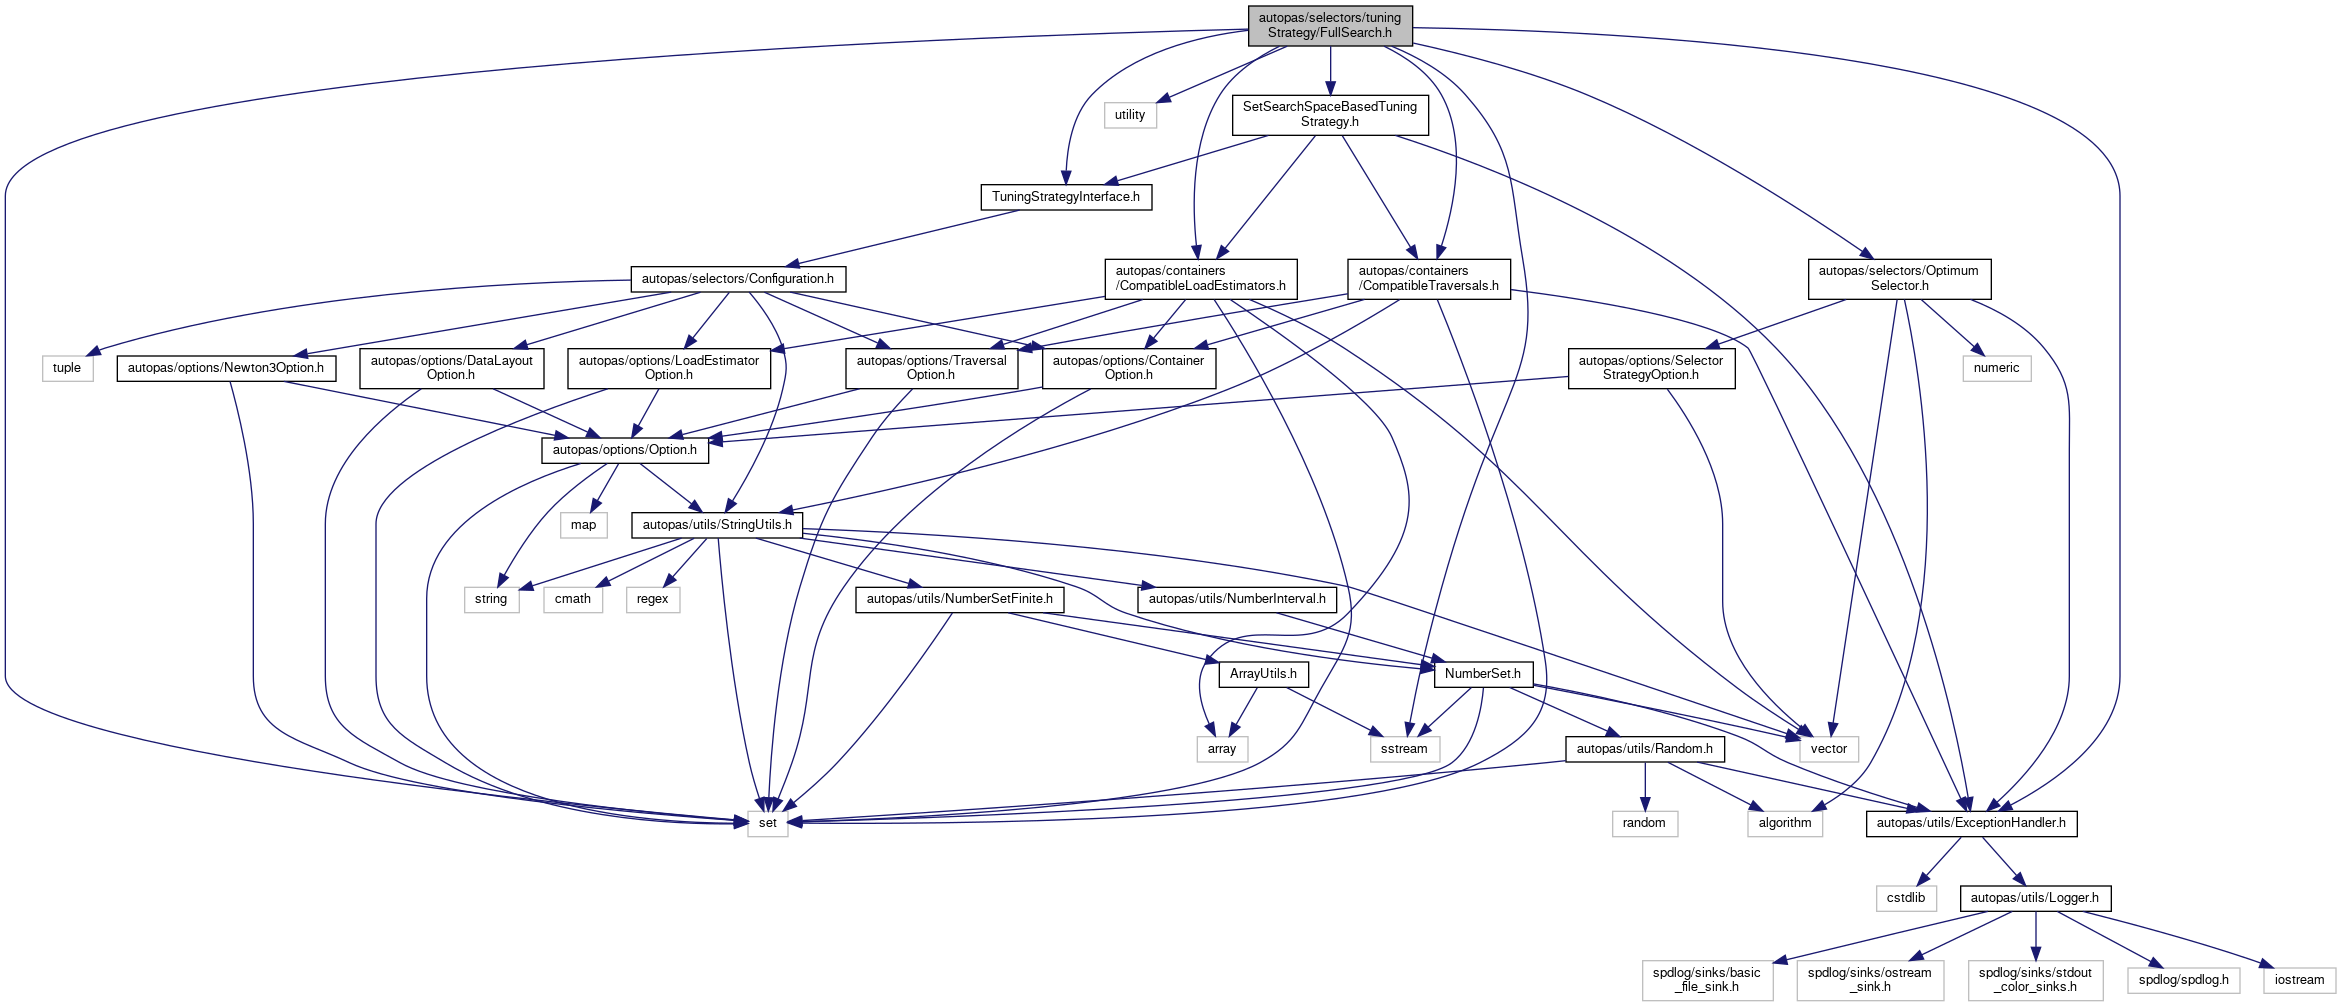 autopas/selectors/tuning
Strategy/FullSearch.h
utility
SetSearchSpaceBasedTuning
Strategy.h
TuningStrategyInterface.h
autopas/selectors/Configuration.h
autopas/containers
/CompatibleLoadEstimators.h
autopas/containers
/CompatibleTraversals.h
autopas/selectors/Optimum
Selector.h
tuple
autopas/options/Newton3Option.h
autopas/options/DataLayout
Option.h
autopas/options/LoadEstimator
Option.h
autopas/options/Traversal
Option.h
autopas/options/Container
Option.h
autopas/options/Selector
StrategyOption.h
numeric
autopas/options/Option.h
map
autopas/utils/StringUtils.h
string
cmath
regex
autopas/utils/NumberSetFinite.h
autopas/utils/NumberInterval.h
ArrayUtils.h
NumberSet.h
array
sstream
autopas/utils/Random.h
vector
set
random
algorithm
autopas/utils/ExceptionHandler.h
cstdlib
autopas/utils/Logger.h
spdlog/sinks/basic
_file_sink.h
spdlog/sinks/ostream
_sink.h
spdlog/sinks/stdout
_color_sinks.h
spdlog/spdlog.h
iostream